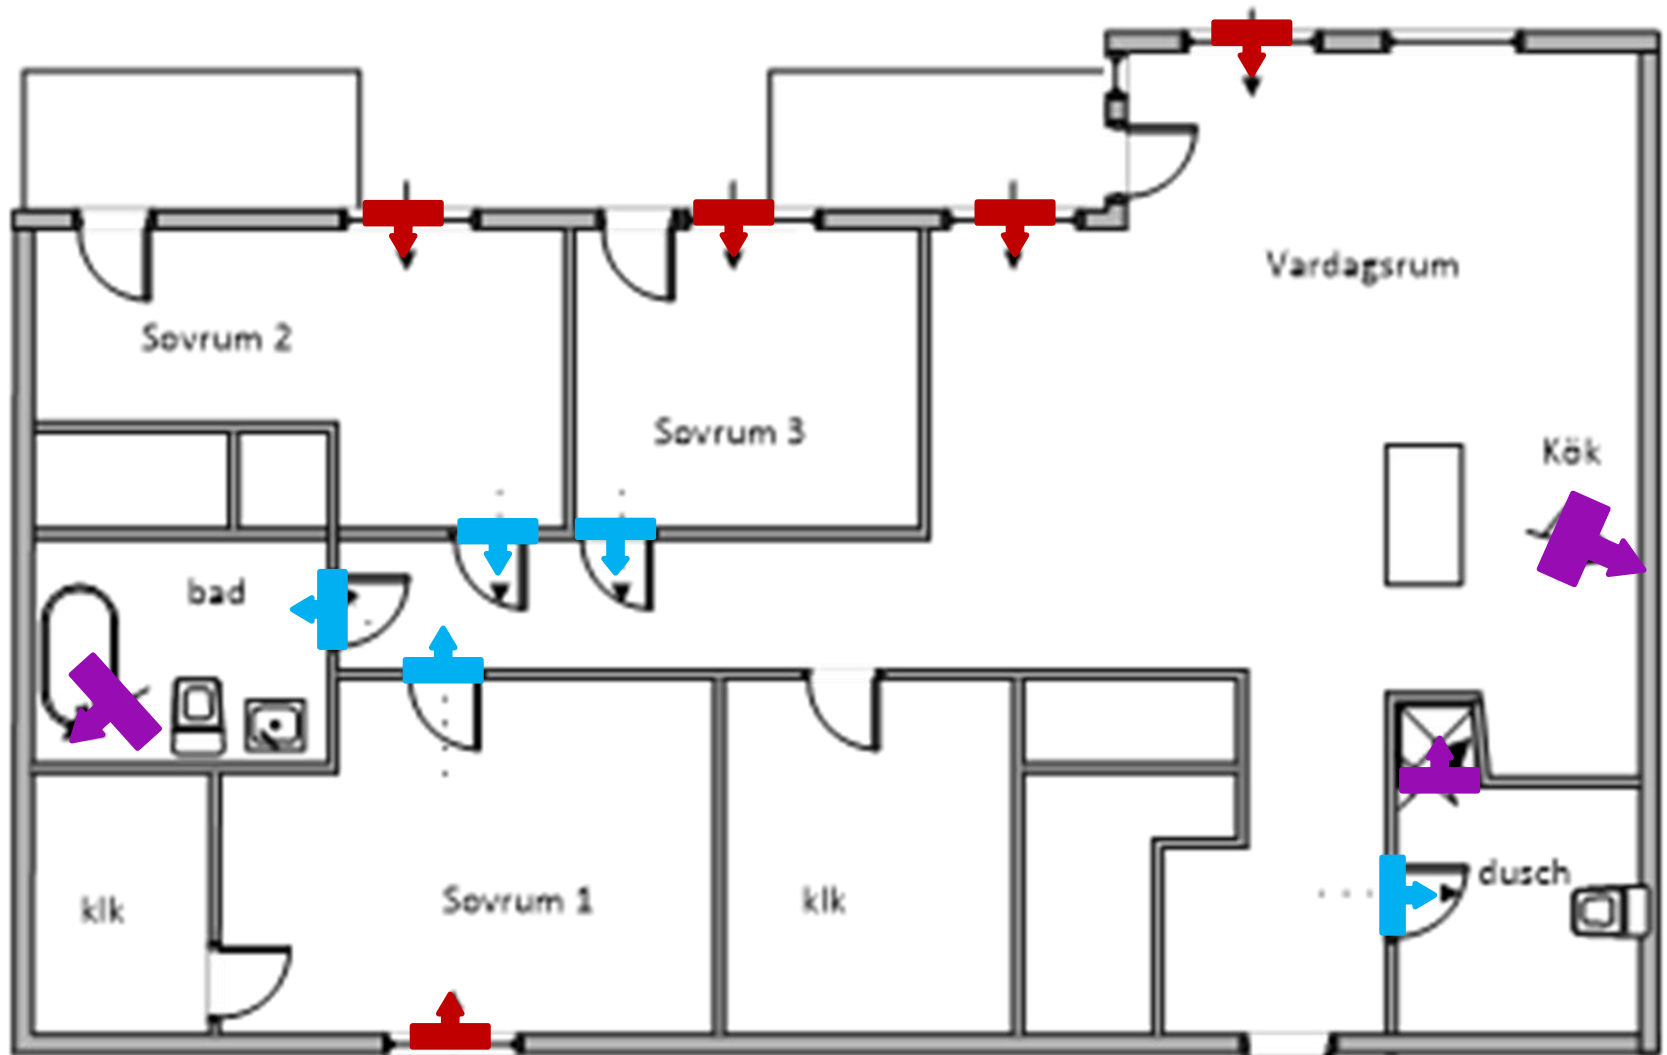 Vardagsrum
Sovrum 2
Sovrum 3
Kök
bad
dusch
klk
Sovrum 1
klk